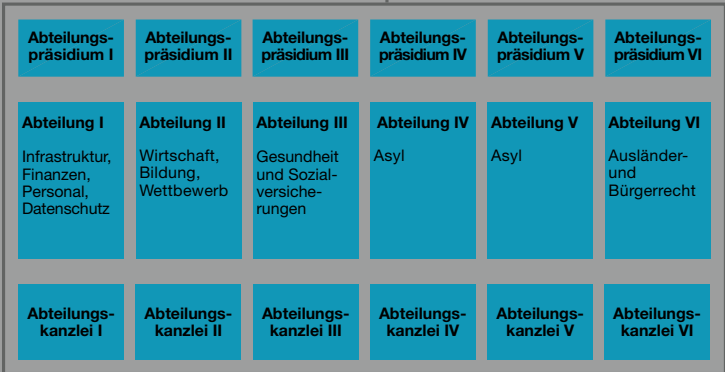 Abteilungs-
präsidium I
Abteilungs-
präsidium II
Abteilungs-
präsidium III
Abteilungs-
präsidium IV
Abteilungs-
präsidium V
Abteilungs-
präsidium VI
Abteilung I
Infrastruktur,
Finanzen,
Personal,
Datenschutz
Abteilung II
Wirtschaft,
Bildung,
Wettbewerb
Abteilung III
Gesundheit
und Sozial-
versiche-
rungen
Abteilung IV
Asyl
Abteilung V
Asyl
Abteilung VI
Ausländer-
und
Bürgerrecht
Abteilungs-
kanzlei I
Abteilungs-
kanzlei II
Abteilungs-
kanzlei III
Abteilungs-
kanzlei IV
Abteilungs-
kanzlei V
Abteilungs-
kanzlei VI